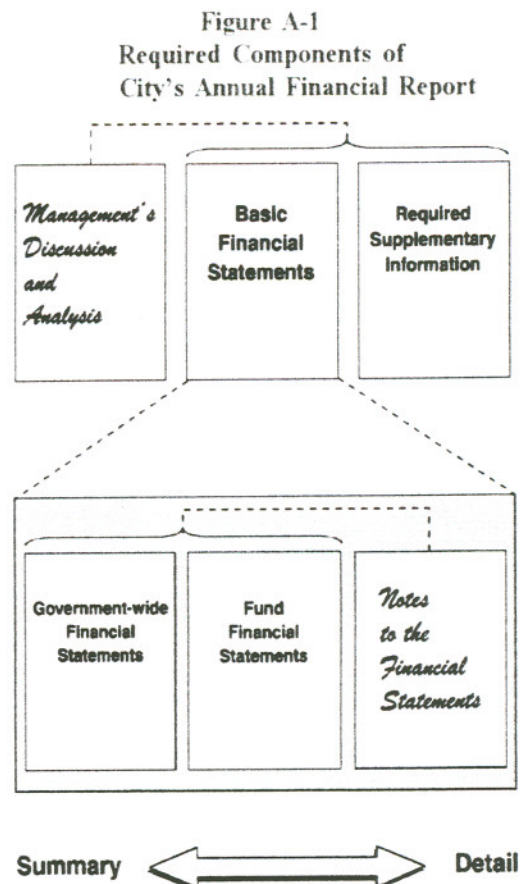 Figure A-1
Required Components of
City's Annual Financial Report
Management's
Discussion
and
Analysis
Basic
Financial
Statements
Required
Supplementary
Information
Government-wide
Financial
Statements
Fund
Financial
Statements
Notes
to the
Financial
Statements
Summary
Detail